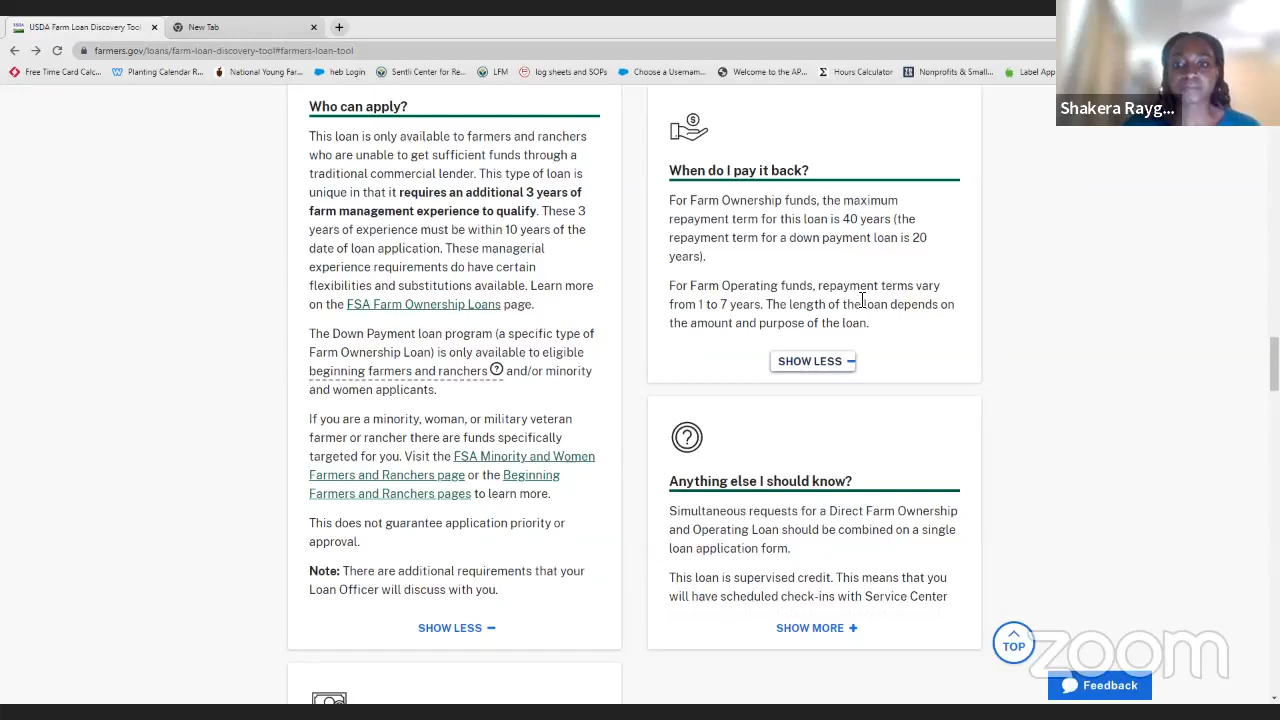 USDA Farm Loan Discovery Tool
New Tab
farmers.gov/loans/farm-loan-discovery-tool#farmers-loan-tool
Free Time Card Calc...
Planting Calendar R...
National Young Far...
heb Login
Sentli Center for Re...
LFM
log sheets and SOPs
Choose a Usernam...
Welcome to the AP...
Hours Calculator
Nonprofits & Small...
Label App
Shakera Rayg...
Who can apply?
This loan is only available to farmers and ranchers
who are unable to get sufficient funds through a
traditional commercial lender. This type of loan is
unique in that it requires an additional 3 years of
farm management experience to qualify. These 3
years of experience must be within 10 years of the
date of loan application. These managerial
experience requirements do have certain
flexibilities and substitutions available. Learn more
on the FSA Farm Ownership Loans page.
The Down Payment loan program (a specific type of
Farm Ownership Loan) is only available to eligible
beginning farmers and ranchers ? and/or minority
and women applicants.
If you are a minority, woman, or military veteran
farmer or rancher there are funds specifically
targeted for you. Visit the FSA Minority and Women
Farmers and Ranchers page or the Beginning
Farmers and Ranchers pages to learn more.
This does not guarantee application priority or
approval.
Note: There are additional requirements that your
Loan Officer will discuss with you.
SHOW LESS
When do I pay it back?
For Farm Ownership funds, the maximum
repayment term for this loan is 40 years (the
repayment term for a down payment loan is 20
years).
For Farm Operating funds, repayment terms vary
from 1 to 7 years. The length of the loan depends on
the amount and purpose of the loan.
SHOW LESS
Anything else I should know?
Simultaneous requests for a Direct Farm Ownership
and Operating Loan should be combined on a single
loan application form.
This loan is supervised credit. This means that you
will have scheduled check-ins with Service Center
SHOW MORE
TOP
zoom
Feedback